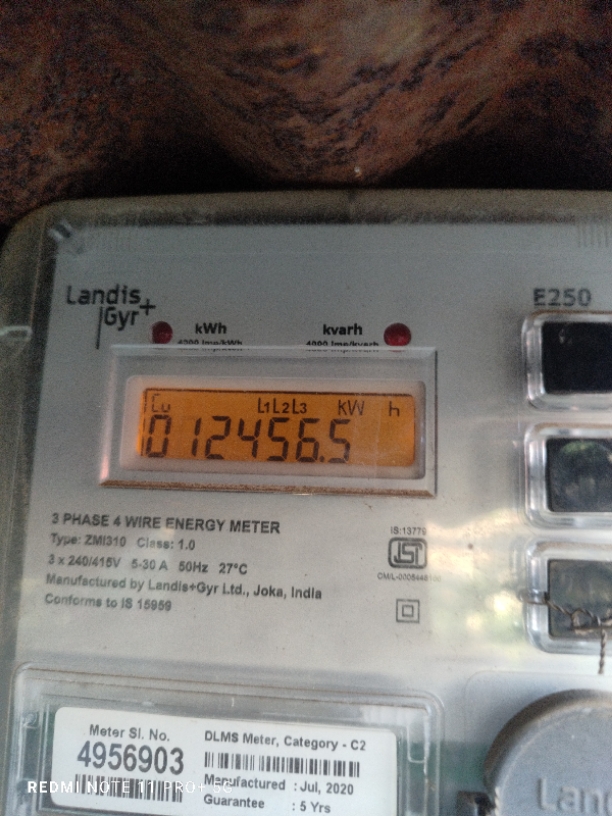 Landis
Gyr+
E250
kWh
kvarh
Cu L1L2L3 kW h
012456.5
3 PHASE 4 WIRE ENERGY METER
Type: ZMI310 Class: 1.0
3 x 240/415V 5-30 A 50Hz 27°C
Manufactured by Landis+Gyr Ltd., Joka, India
Conforms to IS 15959
IS:13779
ISI
Meter Sl. No.
4956903
DLMS Meter, Category - C2
Manufactured : Jul, 2020
Guarantee : 5 Yrs
REDMI NOTE 11 PRO+ 5G
Lan